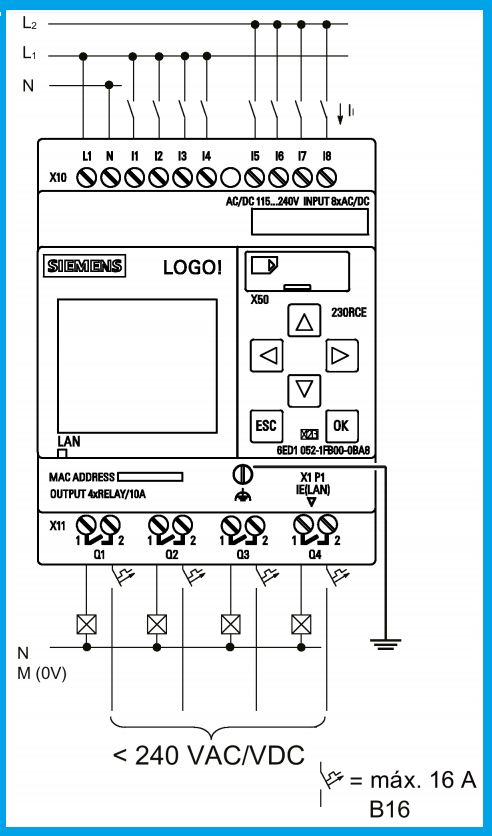 L2
L1
N
I1
L1 N I1 I2 I3 I4 I5 I6 I7 I8
X10
AC/DC 115...240V INPUT 8xAC/DC
SIEMENS LOGO!
X50
230RCE
ESC OK
LAN
6ED1 052-1FB00-0BA8
MAC ADDRESS
OUTPUT 4xRELAY/10A
X1 P1
IE(LAN)
X11
1 2 1 2 1 2 1 2
Q1 Q2 Q3 Q4
N
M (0V)
< 240 VAC/VDC
= máx. 16 A
B16